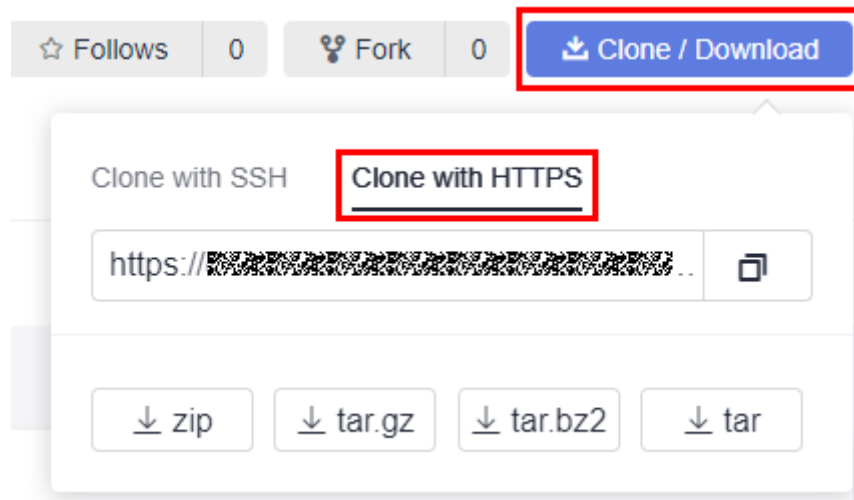 Follows 0 Fork 0 Clone / Download
Clone with SSH Clone with HTTPS
https:// ..
zip tar.gz tar.bz2 tar